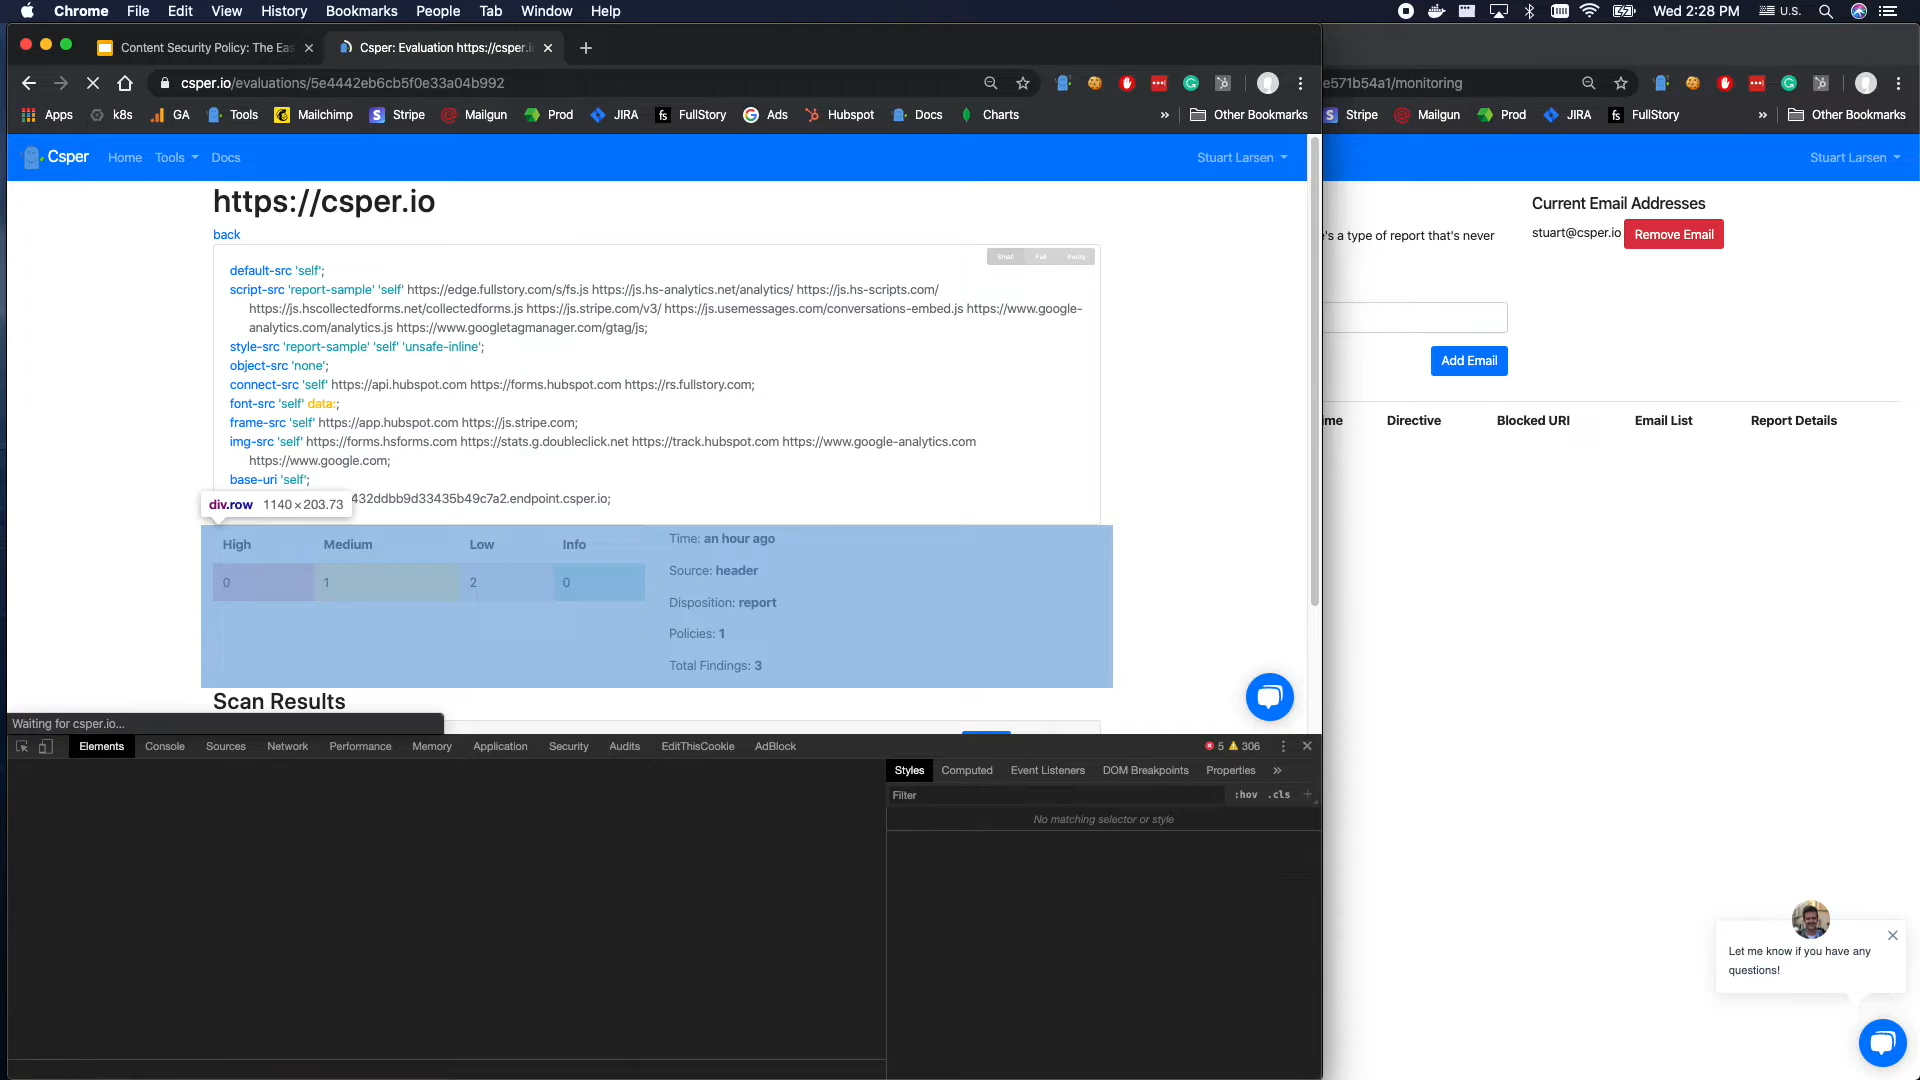 Chrome File Edit View History Bookmarks People Tab Window Help
Wed 2:28 PM U.S.
Content Security Policy: The Eas
Csper: Evaluation https://csper.i
csper.io/evaluations/5e4442eb6cb5f0e33a04b992
e571b54a1/monitoring
Apps k8s GA Tools Mailchimp Stripe Mailgun Prod JIRA FullStory Ads Hubspot Docs Charts » Other Bookmarks
Stripe Mailgun Prod JIRA FullStory » Other Bookmarks
Csper Home Tools Docs Stuart Larsen
Stuart Larsen
https://csper.io
back
Small Full Pretty
default-src 'self';
script-src 'report-sample' 'self' https://edge.fullstory.com/s/fs.js https://js.hs-analytics.net/analytics/ https://js.hs-scripts.com/
https://js.hscollectedforms.net/collectedforms.js https://js.stripe.com/v3/ https://js.usemessages.com/conversations-embed.js https://www.google-
analytics.com/analytics.js https://www.googletagmanager.com/gtag/js;
style-src 'report-sample' 'self' 'unsafe-inline';
object-src 'none';
connect-src 'self' https://api.hubspot.com https://forms.hubspot.com https://rs.fullstory.com;
font-src 'self' data:;
frame-src 'self' https://app.hubspot.com https://js.stripe.com;
img-src 'self' https://forms.hsforms.com https://stats.g.doubleclick.net https://track.hubspot.com https://www.google-analytics.com
https://www.google.com;
base-uri 'self';
432ddbb9d33435b49c7a2.endpoint.csper.io;
div.row 1140 × 203.73
High Medium Low Info
0 1 2 0
Time: an hour ago
Source: header
Disposition: report
Policies: 1
Total Findings: 3
Scan Results
Waiting for csper.io...
Elements Console Sources Network Performance Memory Application Security Audits EditThisCookie AdBlock 5 306
Styles Computed Event Listeners DOM Breakpoints Properties »
Filter :hov .cls +
No matching selector or style
Current Email Addresses
's a type of report that's never
stuart@csper.io Remove Email
Add Email
me Directive Blocked URI Email List Report Details
Let me know if you have any
questions!